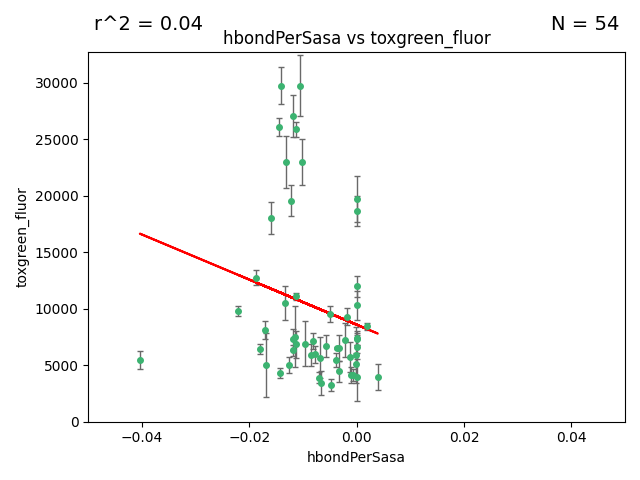 r^2 = 0.04
N = 54
hbondPerSasa vs toxgreen_fluor
30000
25000
20000
15000
10000
5000
0
toxgreen_fluor
−0.04
−0.02
0.00
0.02
0.04
hbondPerSasa